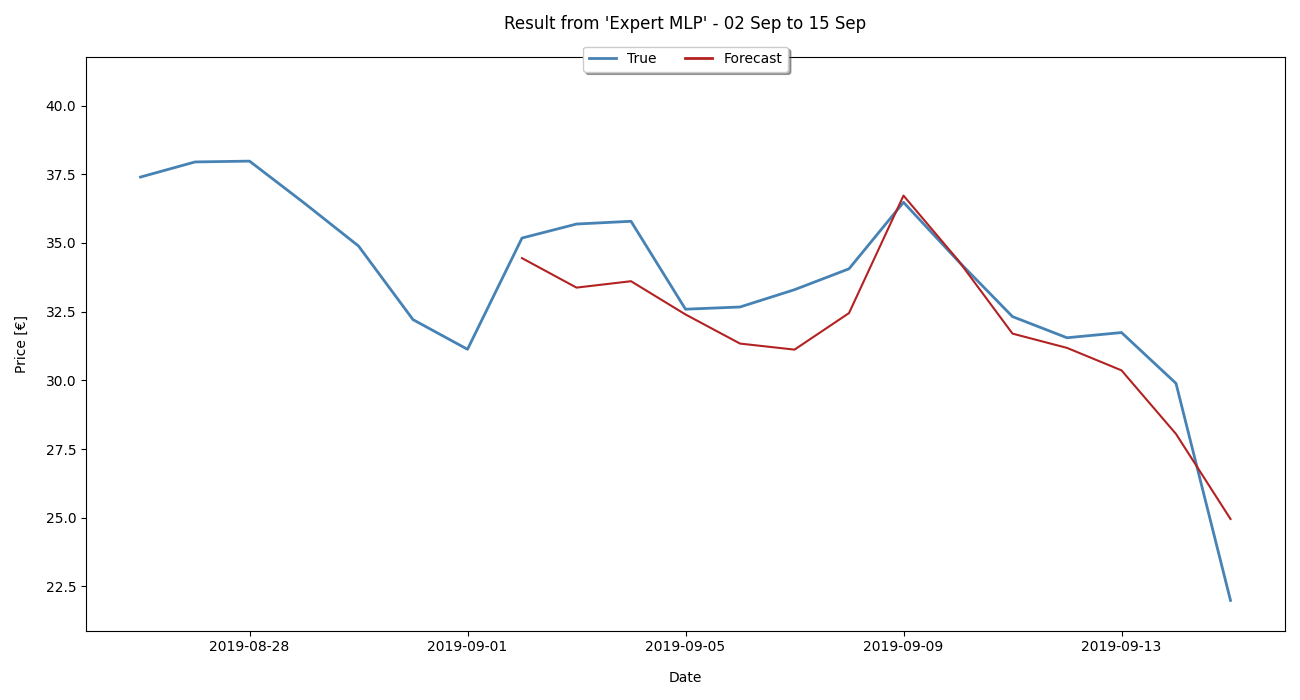 Result from 'Expert MLP' - 02 Sep to 15 Sep
True Forecast
40.0
37.5
35.0
32.5
30.0
27.5
25.0
22.5
Price [€]
2019-08-28 2019-09-01 2019-09-05 2019-09-09 2019-09-13
Date